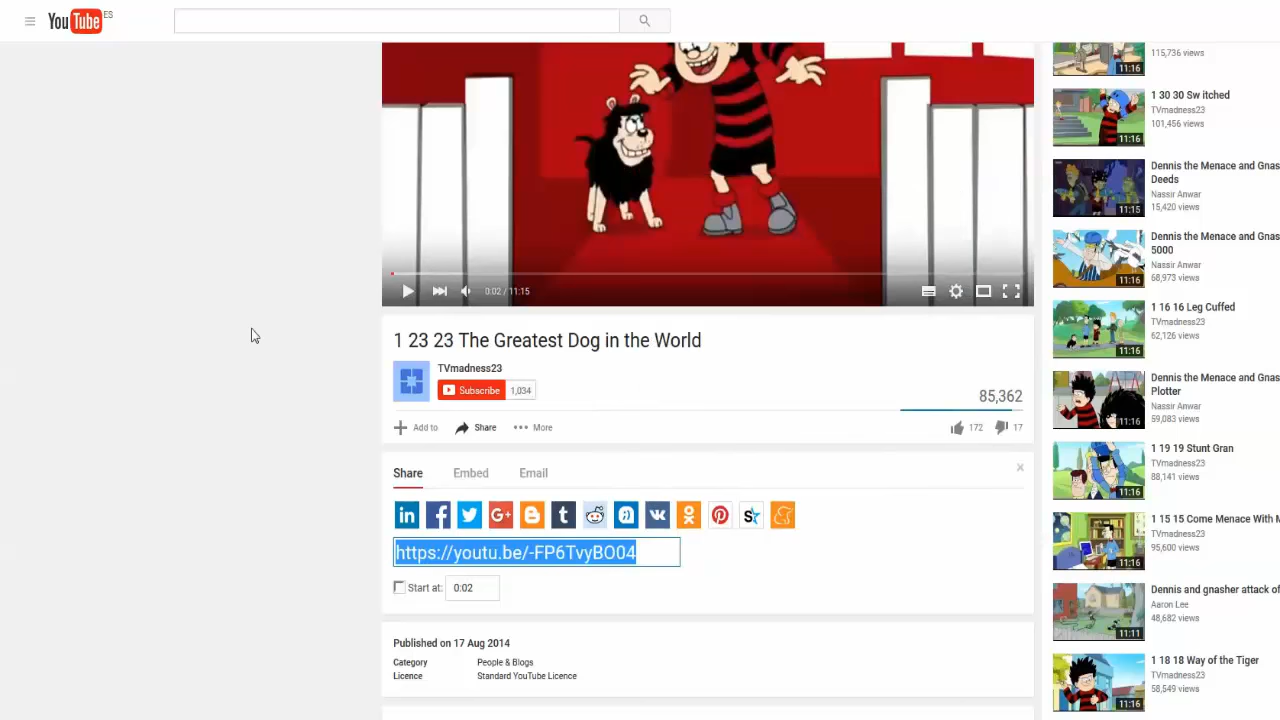 YouTube ES
0:02 / 11:15
1 23 23 The Greatest Dog in the World
TVmadness23
Subscribe 1,034
85,362
Add to Share More 172 17
Share Embed Email
https://youtu.be/-FP6TvyBO04
Start at: 0:02
Published on 17 Aug 2014
Category People & Blogs
Licence Standard YouTube Licence
115,736 views
11:16
1 30 30 Sw itched
TVmadness23
101,456 views
11:16
Dennis the Menace and Gnas
Deeds
Nassir Anwar
15,420 views
11:15
Dennis the Menace and Gnas
5000
Nassir Anwar
68,973 views
11:16
1 16 16 Leg Cuffed
TVmadness23
62,126 views
11:16
Dennis the Menace and Gnas
Plotter
Nassir Anwar
59,083 views
11:16
1 19 19 Stunt Gran
TVmadness23
88,141 views
11:16
1 15 15 Come Menace With M
TVmadness23
95,600 views
11:16
Dennis and gnasher attack of
Aaron Lee
48,682 views
11:11
1 18 18 Way of the Tiger
TVmadness23
58,549 views
11:16